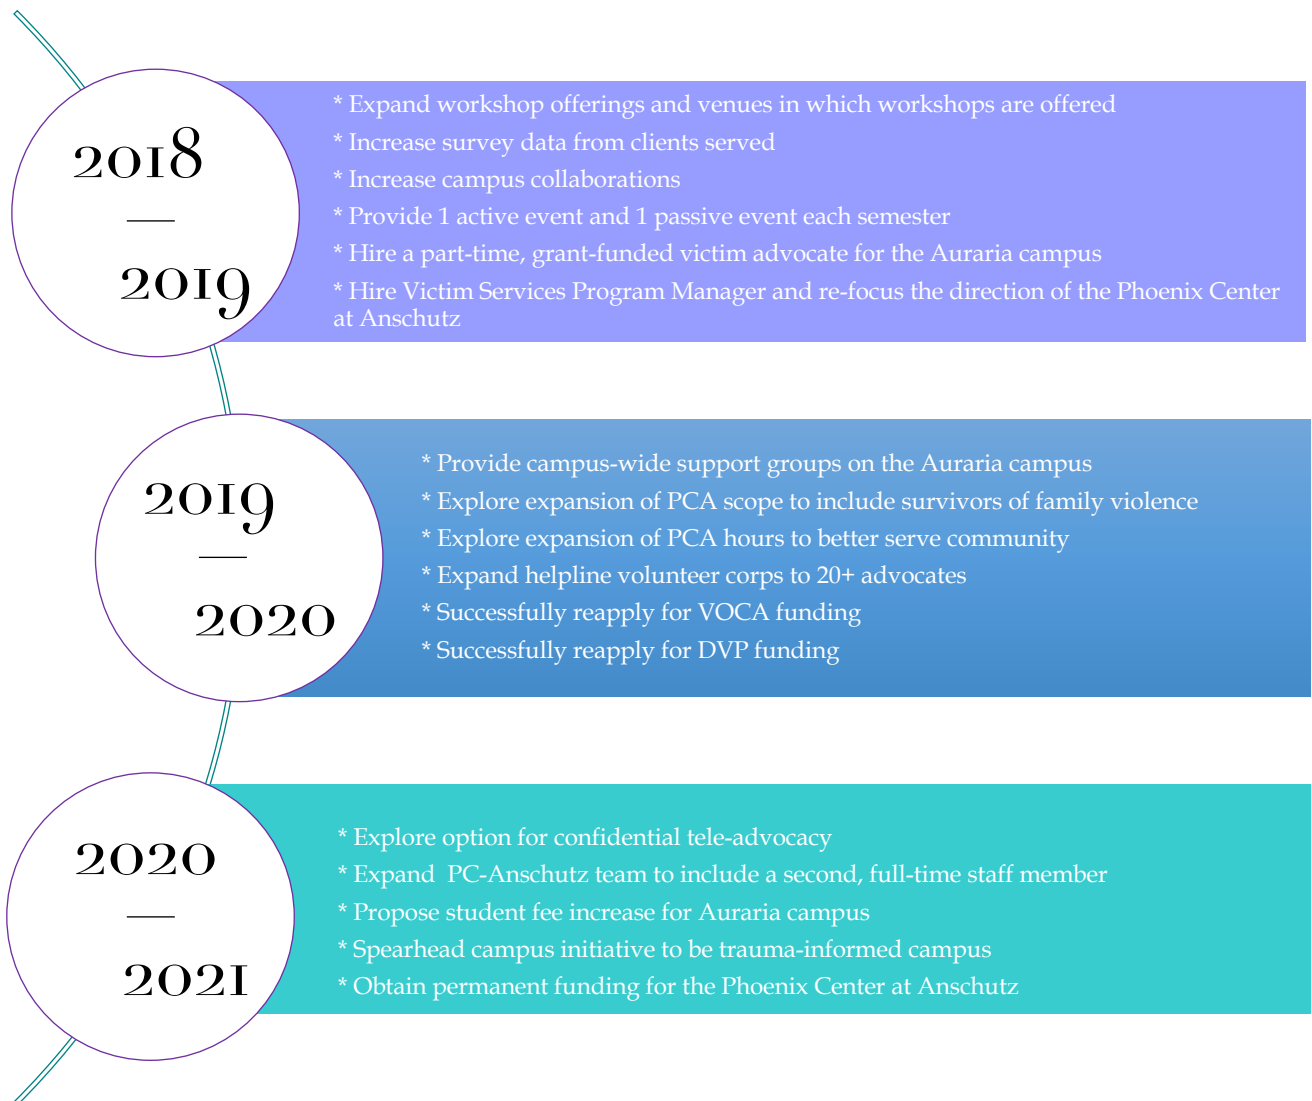 2018
—
2019
* Expand workshop offerings and venues in which workshops are offered
* Increase survey data from clients served
* Increase campus collaborations
* Provide 1 active event and 1 passive event each semester
* Hire a part-time, grant-funded victim advocate for the Auraria campus
* Hire Victim Services Program Manager and re-focus the direction of the Phoenix Center
at Anschutz
2019
—
2020
* Provide campus-wide support groups on the Auraria campus
* Explore expansion of PCA scope to include survivors of family violence
* Explore expansion of PCA hours to better serve community
* Expand helpline volunteer corps to 20+ advocates
* Successfully reapply for VOCA funding
* Successfully reapply for DVP funding
2020
—
2021
* Explore option for confidential tele-advocacy
* Expand  PC-Anschutz team to include a second, full-time staff member
* Propose student fee increase for Auraria campus
* Spearhead campus initiative to be trauma-informed campus
* Obtain permanent funding for the Phoenix Center at Anschutz